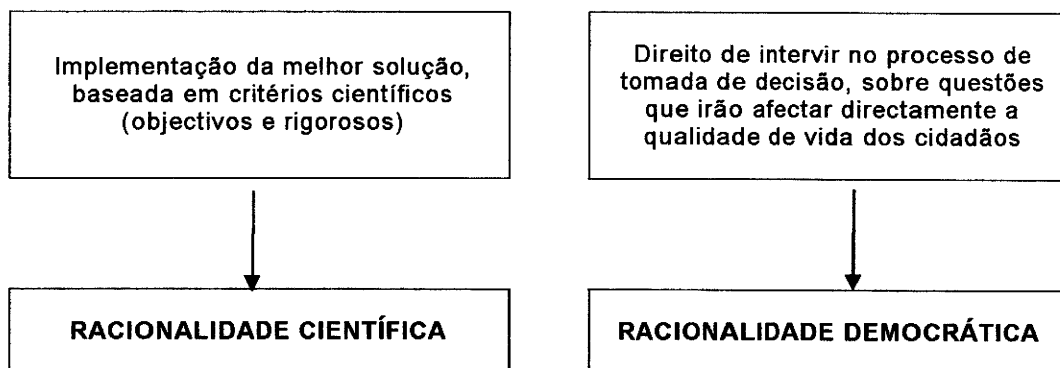 Implementação da melhor solução,
baseada em critérios científicos
(objectivos e rigorosos)
Direito de intervir no processo de
tomada de decisão, sobre questões
que irão afectar directamente a
qualidade de vida dos cidadãos
RACIONALIDADE CIENTÍFICA
RACIONALIDADE DEMOCRÁTICA